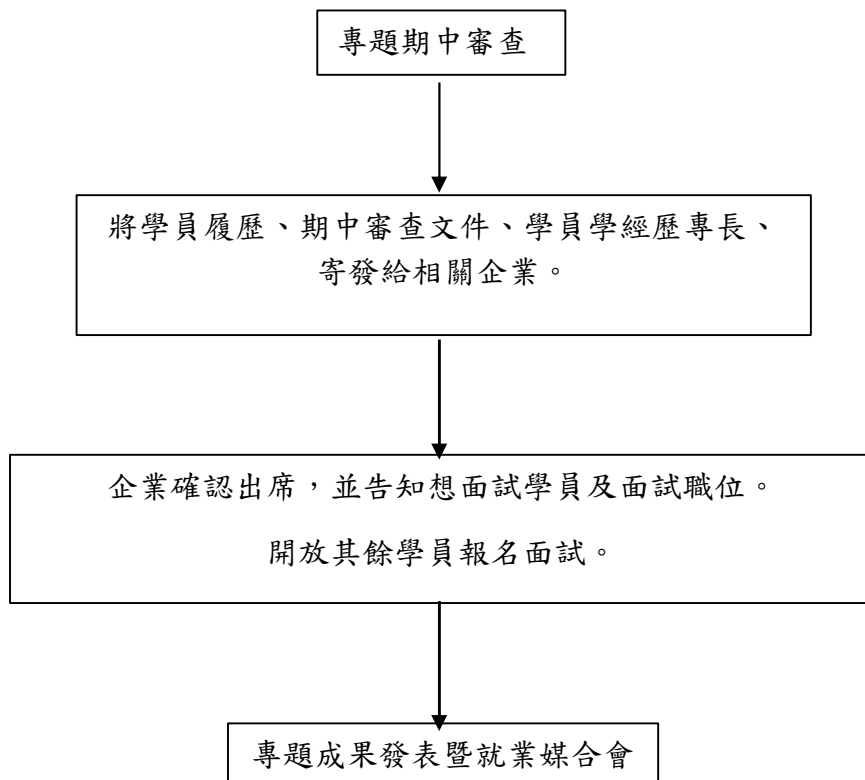 專題期中審查
將學員履歷、期中審查文件、學員學經歷專長、
寄發給相關企業。
企業確認出席，並告知想面試學員及面試職位。
開放其餘學員報名面試。
專題成果發表暨就業媒合會